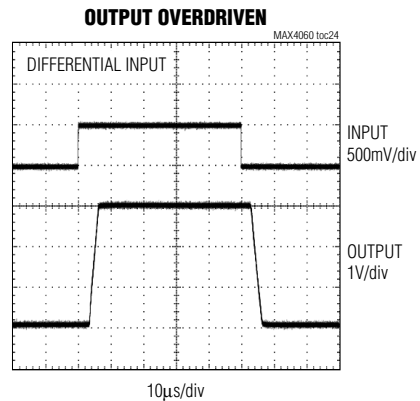 OUTPUT OVERDRIVEN
MAX4060 toc24
DIFFERENTIAL INPUT
INPUT
500mV/div
OUTPUT
1V/div
10µs/div